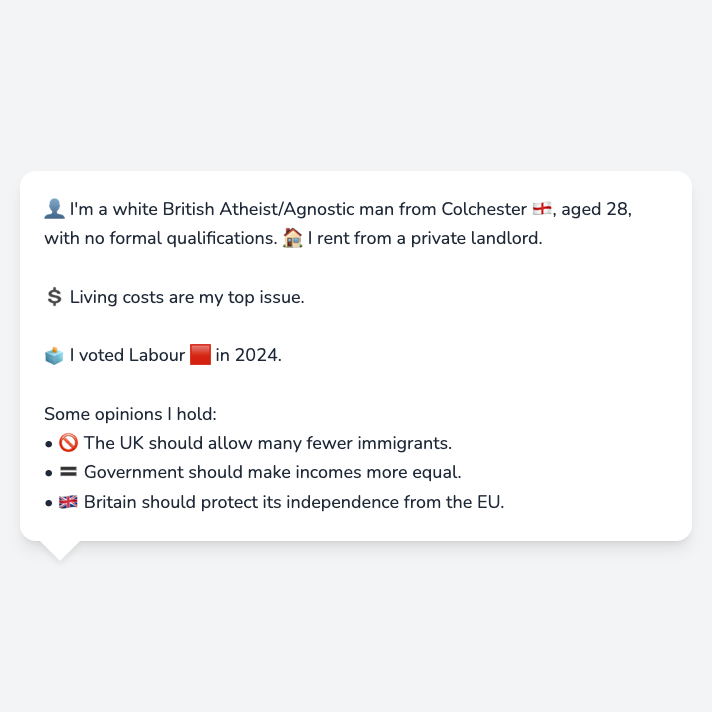 👤 I'm a white British Atheist/Agnostic man from Colchester 🏴󠁧󠁢󠁥󠁮󠁧󠁿, aged 28,
with no formal qualifications. 🏠 I rent from a private landlord.
💲 Living costs are my top issue.
🗳️ I voted Labour 🟥 in 2024.
Some opinions I hold:
• 🚫 The UK should allow many fewer immigrants.
• 🟰 Government should make incomes more equal.
• 🇬🇧 Britain should protect its independence from the EU.